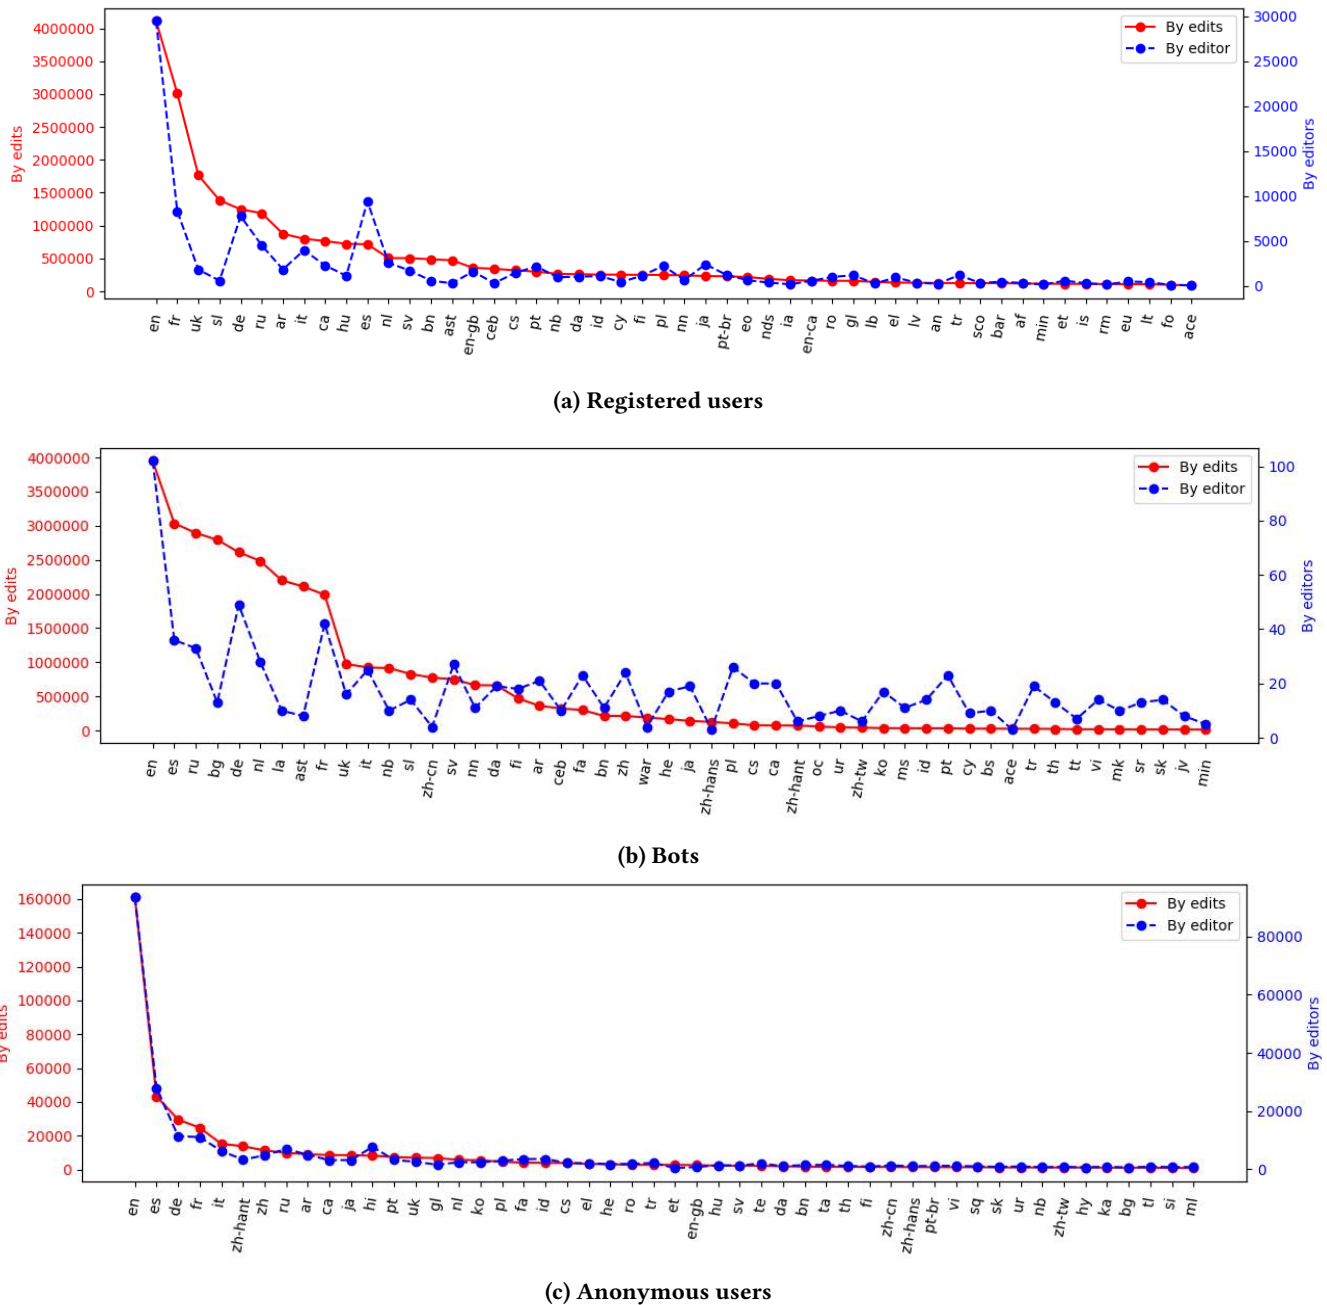 4000000
3500000
3000000
2500000
2000000
1500000
1000000
500000
0
By edits
30000
25000
20000
15000
10000
5000
0
By editors
By edits
By editor
en fr uk sl de ru ar it ca hu es nl sv bn ast en-gb ceb cs pt nb da id cy fi pl nn ja pt-br eo nds ia en-ca ro gl lb el lv an tr sco bar af min et is rm eu lt fo ace
(a) Registered users
4000000
3500000
3000000
2500000
2000000
1500000
1000000
500000
0
By edits
100
80
60
40
20
0
By editors
By edits
By editor
en es ru bg de nl la ast fr uk it nb sl zh-cn sv nn da fi ar ceb fa bn zh war he ja zh-hans pl cs ca zh-hant oc ur zh-tw ko ms id pt cy bs ace tr th tt vi mk sr sk jv min
(b) Bots
160000
140000
120000
100000
80000
60000
40000
20000
0
By edits
80000
60000
40000
20000
0
By editors
By edits
By editor
en es de fr it zh-hant zh ru ar ca ja hi pt uk gl nl ko pl fa id cs el he ro tr et en-gb hu sv te da bn ta th fi zh-cn zh-hans pt-br vi sq sk ur nb zh-tw hy ka bg tl si ml
(c) Anonymous users